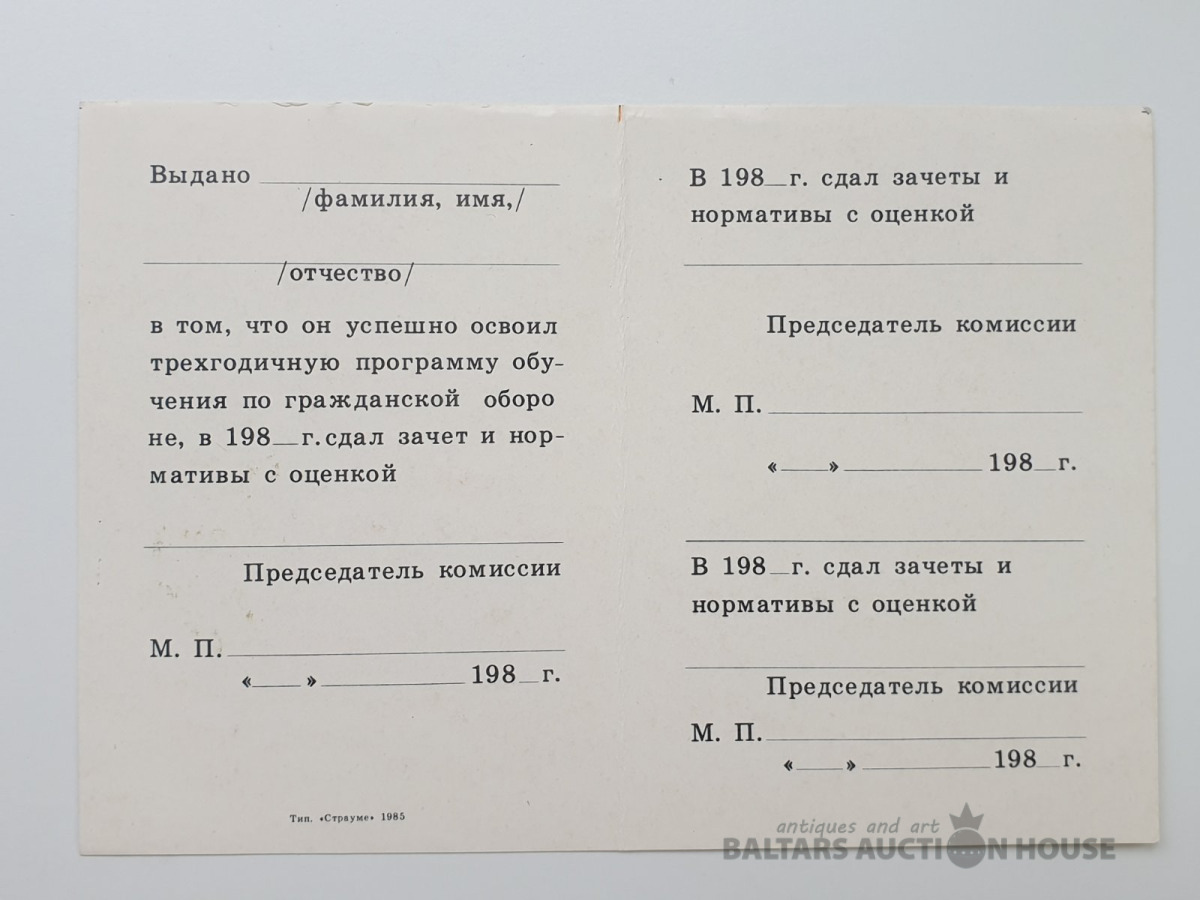 Выдано
/фамилия, имя,/
/отчество/
в том, что он успешно освоил
трехгодичную программу обу-
чения по гражданской оборо
не, в 198__г. сдал зачет и нор-
мативы с оценкой
Председатель комиссии
М. П.
«___» ________ 198__г.
Тип. «Страуме» 1985
В 198__г. сдал зачеты и
нормативы с оценкой
Председатель комиссии
М. П.
«___» ________ 198__г.
В 198__г. сдал зачеты и
нормативы с оценкой
Председатель комиссии
М. П.
«___» ________ 198__г.
antiques and art
BALTARS AUCTION HOUSE